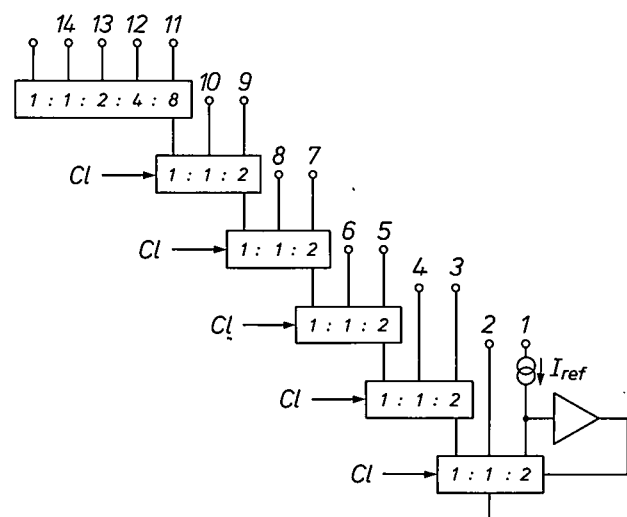 14 13 12 11
1 : 1 : 2 : 4 : 8
10 9
Cl 1 : 1 : 2
8 7
Cl 1 : 1 : 2
6 5
Cl 1 : 1 : 2
4 3
Cl 1 : 1 : 2
2 1
Iref
Cl 1 : 1 : 2